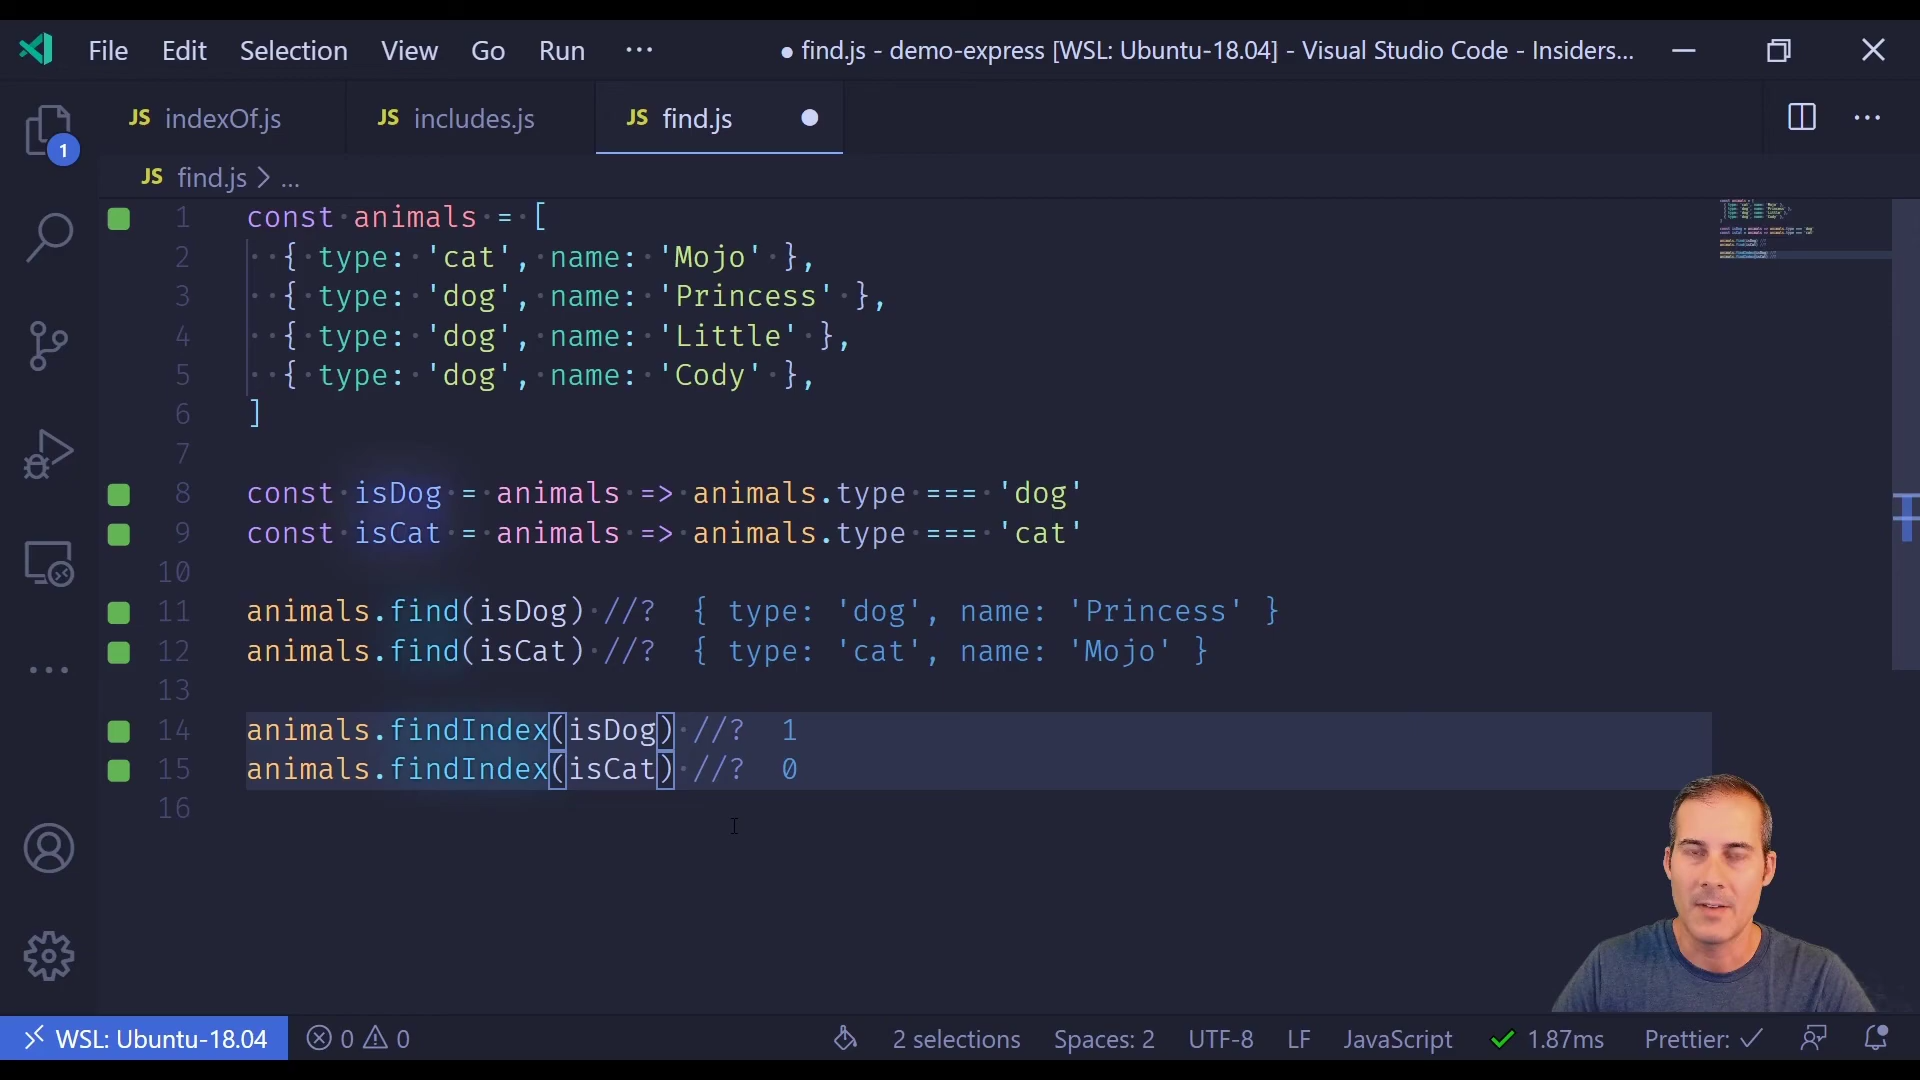 File Edit Selection View Go Run ··· ● find.js - demo-express [WSL: Ubuntu-18.04] - Visual Studio Code - Insiders...
JS indexOf.js JS includes.js JS find.js
1
JS find.js > ...
1 const animals = [
2 { type: 'cat', name: 'Mojo' },
3 { type: 'dog', name: 'Princess' },
4 { type: 'dog', name: 'Little' },
5 { type: 'dog', name: 'Cody' },
6 ]
7
8 const isDog = animals => animals.type === 'dog'
9 const isCat = animals => animals.type === 'cat'
10
11 animals.find(isDog) //? { type: 'dog', name: 'Princess' }
12 animals.find(isCat) //? { type: 'cat', name: 'Mojo' }
13
14 animals.findIndex(isDog) //? 1
15 animals.findIndex(isCat) //? 0
16
WSL: Ubuntu-18.04 0 0 2 selections Spaces: 2 UTF-8 LF JavaScript ✓ 1.87ms Prettier: ✓